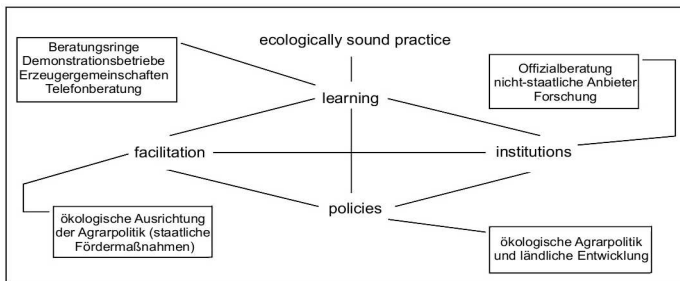 Beratungsringe
Demonstrationsbetriebe
Erzeugergemeinschaften
Telefonberatung
ecologically sound practice
Offizialberatung
nicht-staatliche Anbieter
Forschung
learning
facilitation
institutions
policies
ökologische Ausrichtung
der Agrarpolitik (staatliche
Fördermaßnahmen)
ökologische Agrarpolitik
und ländliche Entwicklung